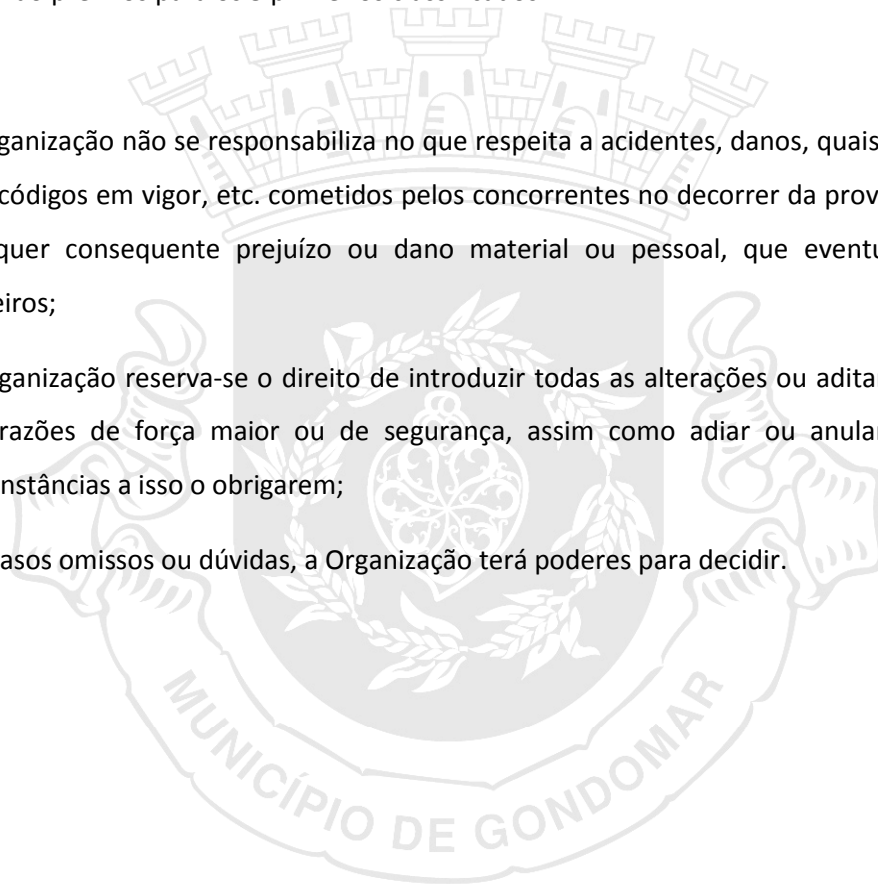 ganização não se responsabiliza no que respeita a acidentes, danos, quais
códigos em vigor, etc. cometidos pelos concorrentes no decorrer da prov
quer consequente prejuízo ou dano material ou pessoal, que eventu
eiros;
ganização reserva-se o direito de introduzir todas as alterações ou adita
razões de força maior ou de segurança, assim como adiar ou anular
nstâncias a isso o obrigarem;
asos omissos ou dúvidas, a Organização terá poderes para decidir.
MUNICÍPIO DE GONDOMAR